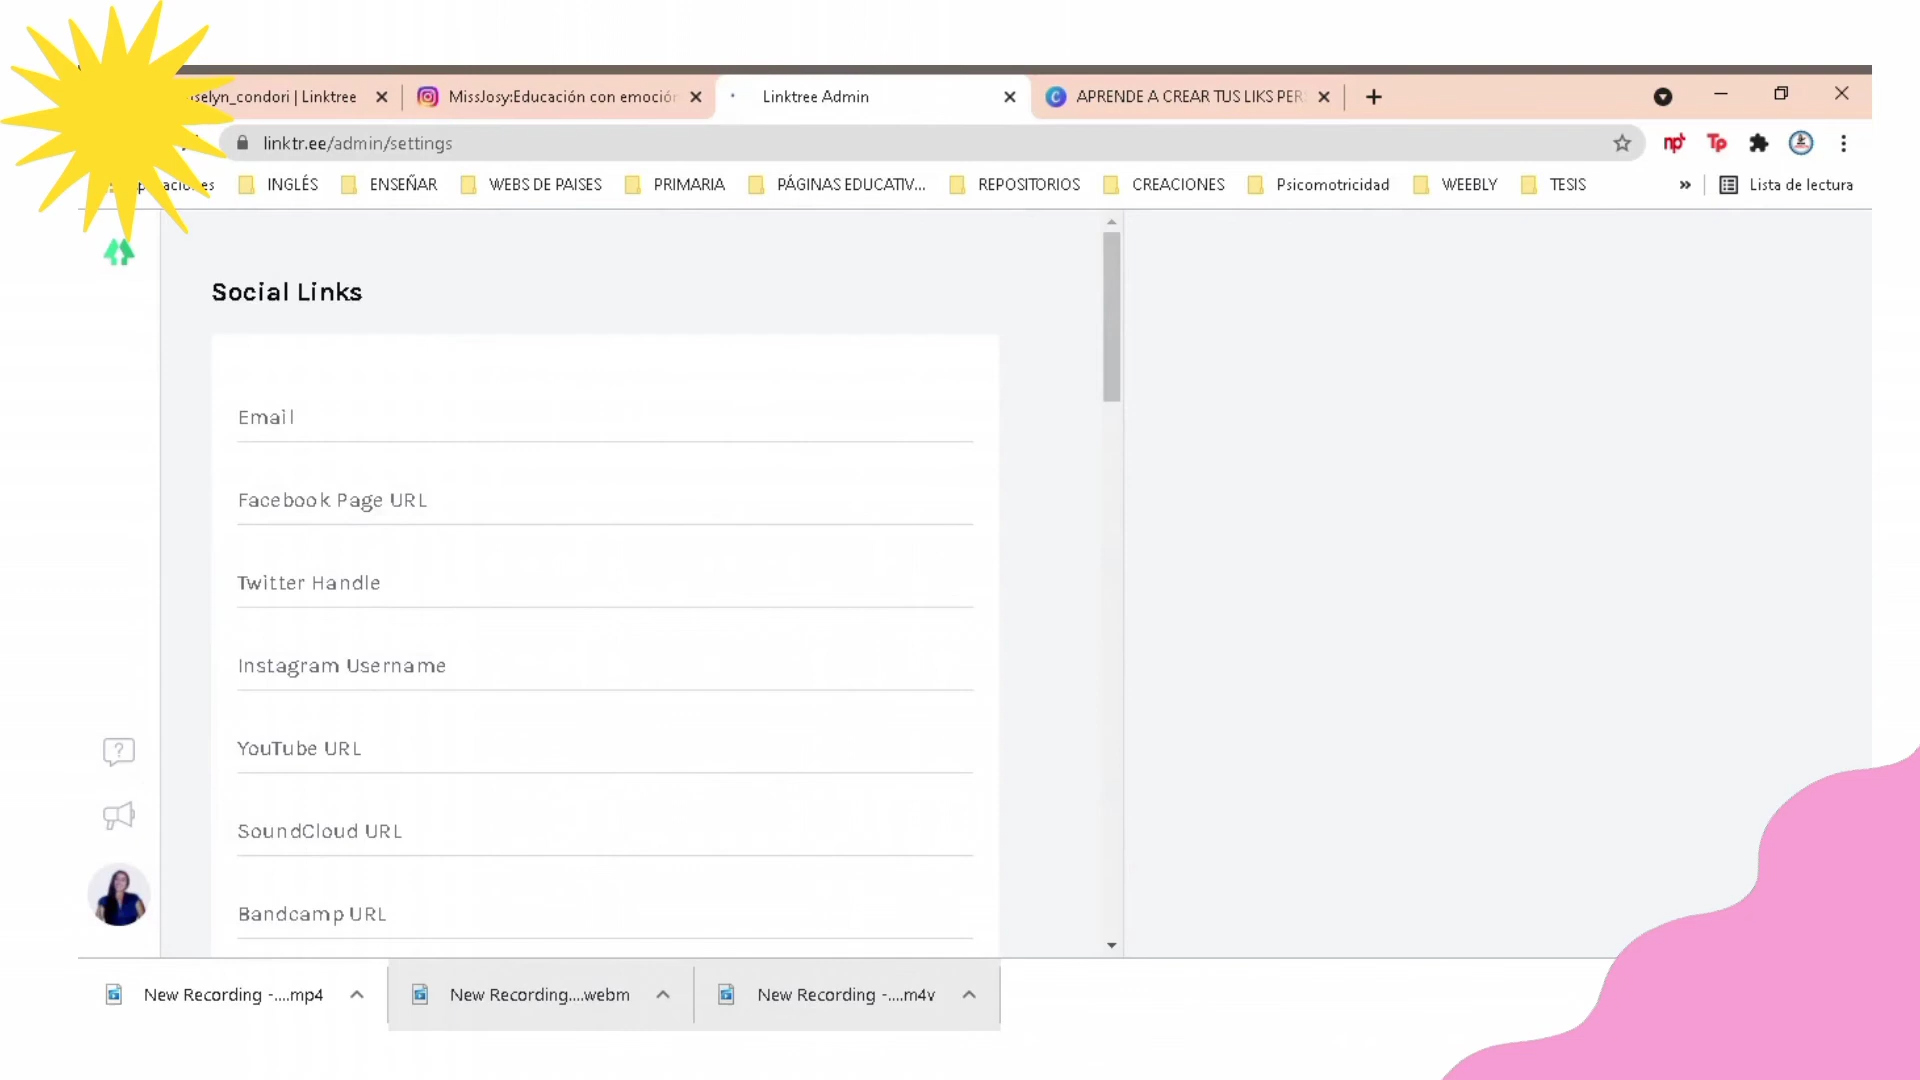 selyn_condori | Linktree
MissJosy:Educación con emoción
Linktree Admin
APRENDE A CREAR TUS LIKS PER
linktr.ee/admin/settings
np
Tp
INGLÉS
ENSEÑAR
WEBS DE PAISES
PRIMARIA
PÁGINAS EDUCATIV...
REPOSITORIOS
CREACIONES
Psicomotricidad
WEEBLY
TESIS
»
Lista de lectura
Social Links
Email
Facebook Page URL
Twitter Handle
Instagram Username
YouTube URL
SoundCloud URL
Bandcamp URL
New Recording -....mp4
New Recording....webm
New Recording -....m4v